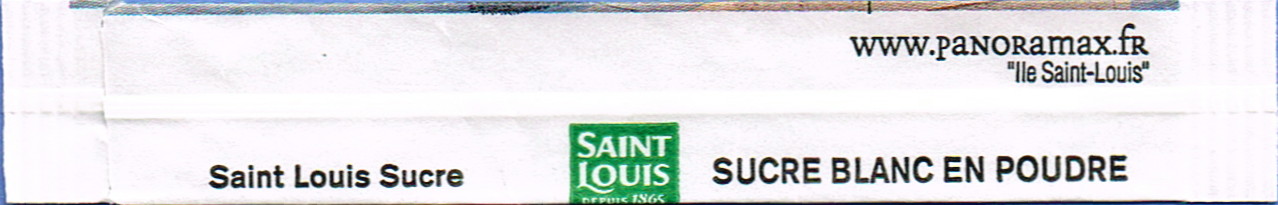 www.panoramax.fr
"Ile Saint-Louis"
Saint Louis Sucre
SAINT
LOUIS
DEPUIS 1865
SUCRE BLANC EN POUDRE